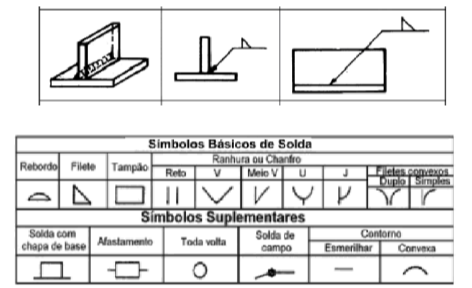 Símbolos Básicos de Solda
Rebordo Filete Tampão Ranhura ou Chanfro
Reto V Meio V U J Filetes convexos
Duplo Simples
Símbolos Suplementares
Solda com chapa de base Afastamento Toda volta Solda de campo Contorno
Esmerilhar Convexa